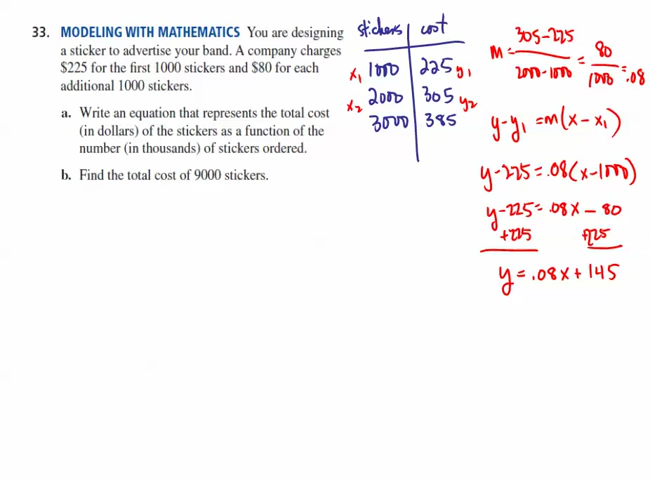 33. MODELING WITH MATHEMATICS You are designing
a sticker to advertise your band. A company charges
$225 for the first 1000 stickers and $80 for each
additional 1000 stickers.
a. Write an equation that represents the total cost
(in dollars) of the stickers as a function of the
number (in thousands) of stickers ordered.
b. Find the total cost of 9000 stickers.
stickers cost
x₁ 1000 225 y₁
x₂ 2000 305 y₂
3000 385
m = 305-225 / 2000-1000 = 80 / 1000 = .08
y-y₁ = m(x-x₁)
y-225 = .08(x-1000)
y-225 = .08x - 80
+225 +225
y = .08x + 145